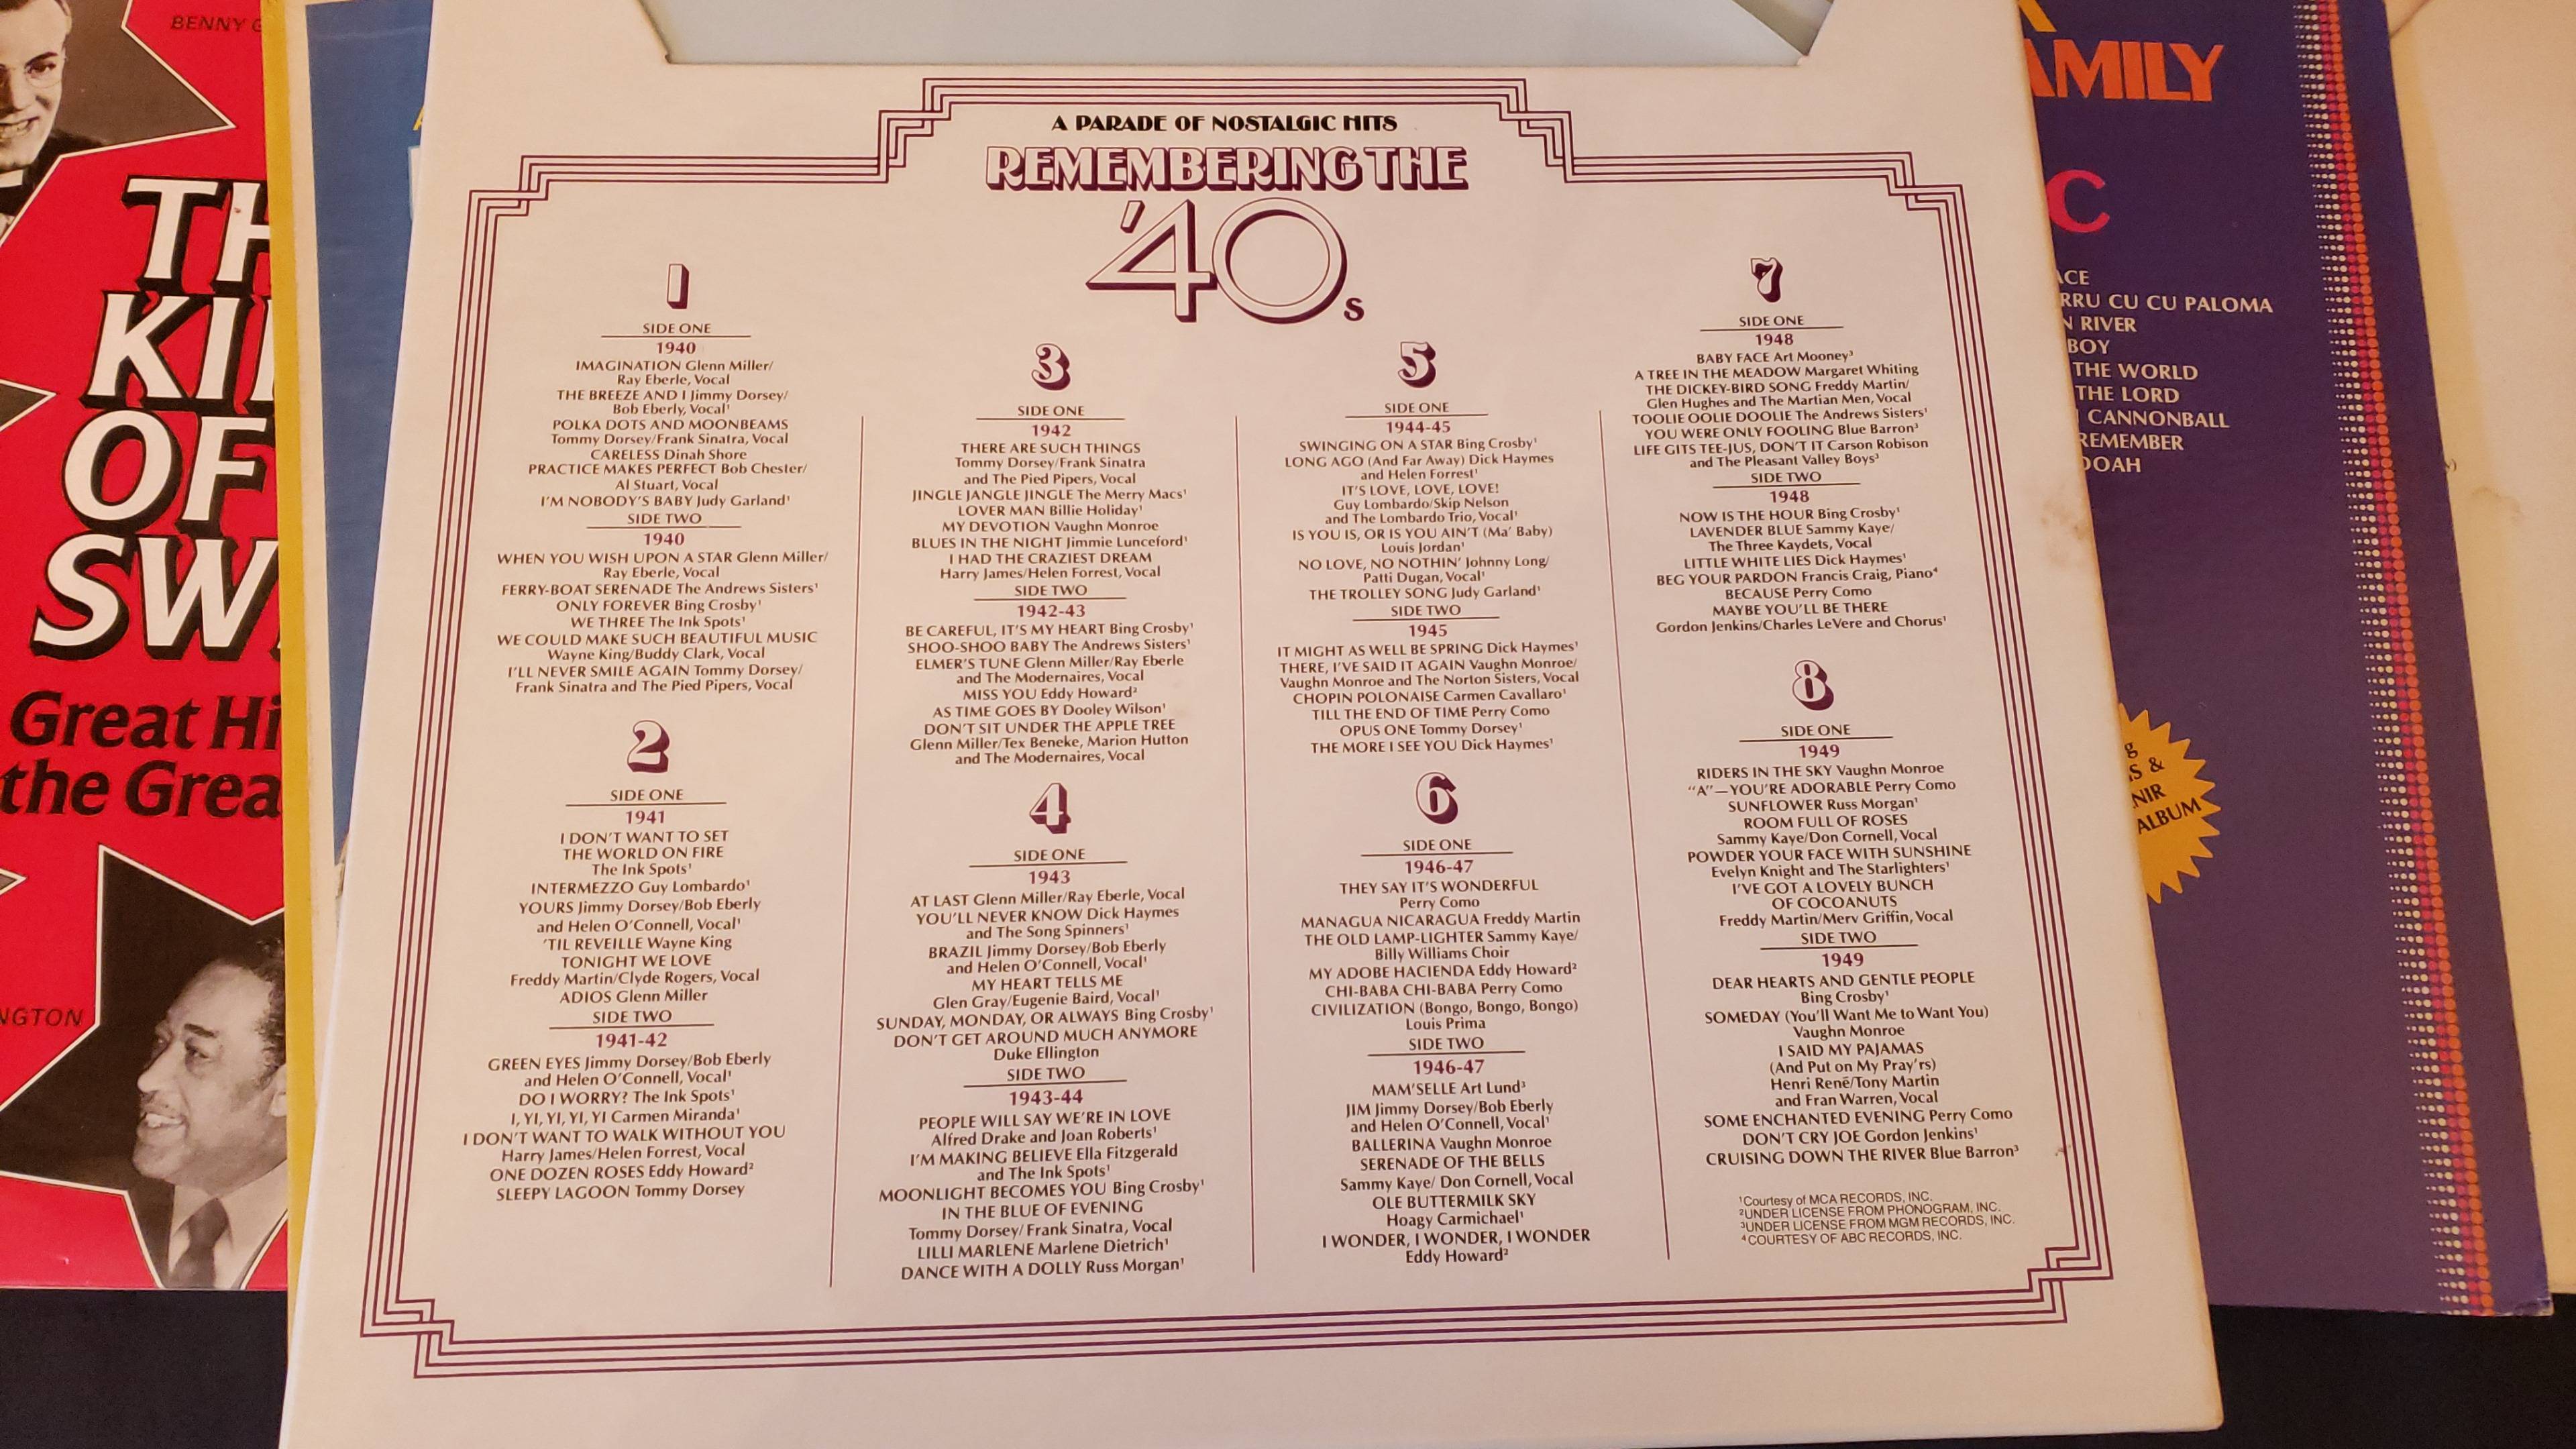 BENNY
TH
KI
OF
SW
Great Hi
the Grea
NGTON
A PARADE OF NOSTALGIC HITS
REMEMBERING THE
'40s
1
SIDE ONE
1940
IMAGINATION Glenn Miller/
Ray Eberle, Vocal
THE BREEZE AND I Jimmy Dorsey/
Bob Eberly, Vocal¹
POLKA DOTS AND MOONBEAMS
Tommy Dorsey/Frank Sinatra, Vocal
CARELESS Dinah Shore
PRACTICE MAKES PERFECT Bob Chester/
Al Stuart, Vocal
I'M NOBODY'S BABY Judy Garland¹
SIDE TWO
1940
WHEN YOU WISH UPON A STAR Glenn Miller/
Ray Eberle, Vocal
FERRY-BOAT SERENADE The Andrews Sisters¹
ONLY FOREVER Bing Crosby¹
WE THREE The Ink Spots¹
WE COULD MAKE SUCH BEAUTIFUL MUSIC
Wayne King/Buddy Clark, Vocal
I'LL NEVER SMILE AGAIN Tommy Dorsey/
Frank Sinatra and The Pied Pipers, Vocal
2
SIDE ONE
1941
I DON'T WANT TO SET
THE WORLD ON FIRE
The Ink Spots¹
INTERMEZZO Guy Lombardo¹
YOURS Jimmy Dorsey/Bob Eberly
and Helen O'Connell, Vocal¹
'TIL REVEILLE Wayne King
TONIGHT WE LOVE
Freddy Martin/Clyde Rogers, Vocal
ADIOS Glenn Miller
SIDE TWO
1941-42
GREEN EYES Jimmy Dorsey/Bob Eberly
and Helen O'Connell, Vocal¹
DO I WORRY? The Ink Spots¹
I, YI, YI, YI, YI Carmen Miranda¹
I DON'T WANT TO WALK WITHOUT YOU
Harry James/Helen Forrest, Vocal
ONE DOZEN ROSES Eddy Howard²
SLEEPY LAGOON Tommy Dorsey
3
SIDE ONE
1942
THERE ARE SUCH THINGS
Tommy Dorsey/Frank Sinatra
and The Pied Pipers, Vocal
JINGLE JANGLE JINGLE The Merry Macs¹
LOVER MAN Billie Holiday¹
MY DEVOTION Vaughn Monroe
BLUES IN THE NIGHT Jimmie Lunceford¹
I HAD THE CRAZIEST DREAM
Harry James/Helen Forrest, Vocal
SIDE TWO
1942-43
BE CAREFUL, IT'S MY HEART Bing Crosby¹
SHOO-SHOO BABY The Andrews Sisters¹
ELMER'S TUNE Glenn Miller/Ray Eberle
and The Modernaires, Vocal
MISS YOU Eddy Howard²
AS TIME GOES BY Dooley Wilson¹
DON'T SIT UNDER THE APPLE TREE
Glenn Miller/Tex Beneke, Marion Hutton
and The Modernaires, Vocal
4
SIDE ONE
1943
AT LAST Glenn Miller/Ray Eberle, Vocal
YOU'LL NEVER KNOW Dick Haymes
and The Song Spinners¹
BRAZIL Jimmy Dorsey/Bob Eberly
and Helen O'Connell, Vocal¹
MY HEART TELLS ME
Glen Gray/Eugenie Baird, Vocal¹
SUNDAY, MONDAY, OR ALWAYS Bing Crosby¹
DON'T GET AROUND MUCH ANYMORE
Duke Ellington
SIDE TWO
1943-44
PEOPLE WILL SAY WE'RE IN LOVE
Alfred Drake and Joan Roberts¹
I'M MAKING BELIEVE Ella Fitzgerald
and The Ink Spots¹
MOONLIGHT BECOMES YOU Bing Crosby¹
IN THE BLUE OF EVENING
Tommy Dorsey/ Frank Sinatra, Vocal
LILLI MARLENE Marlene Dietrich¹
DANCE WITH A DOLLY Russ Morgan¹
5
SIDE ONE
1944-45
SWINGING ON A STAR Bing Crosby¹
LONG AGO (And Far Away) Dick Haymes
and Helen Forrest¹
IT'S LOVE, LOVE, LOVE!
Guy Lombardo/Skip Nelson
and The Lombardo Trio, Vocal¹
IS YOU IS, OR IS YOU AIN'T (Ma' Baby)
Louis Jordan¹
NO LOVE, NO NOTHIN' Johnny Long/
Patti Dugan, Vocal¹
THE TROLLEY SONG Judy Garland¹
SIDE TWO
1945
IT MIGHT AS WELL BE SPRING Dick Haymes¹
THERE, I'VE SAID IT AGAIN Vaughn Monroe/
Vaughn Monroe and The Norton Sisters, Vocal
CHOPIN POLONAISE Carmen Cavallaro¹
TILL THE END OF TIME Perry Como
OPUS ONE Tommy Dorsey¹
THE MORE I SEE YOU Dick Haymes¹
6
SIDE ONE
1946-47
THEY SAY IT'S WONDERFUL
Perry Como
MANAGUA NICARAGUA Freddy Martin
THE OLD LAMP-LIGHTER Sammy Kaye/
Billy Williams Choir
MY ADOBE HACIENDA Eddy Howard²
CHI-BABA CHI-BABA Perry Como
CIVILIZATION (Bongo, Bongo, Bongo)
Louis Prima
SIDE TWO
1946-47
MAM'SELLE Art Lund³
JIM Jimmy Dorsey/Bob Eberly
and Helen O'Connell, Vocal¹
BALLERINA Vaughn Monroe
SERENADE OF THE BELLS
Sammy Kaye/ Don Cornell, Vocal
OLE BUTTERMILK SKY
Hoagy Carmichael¹
I WONDER, I WONDER, I WONDER
Eddy Howard²
7
SIDE ONE
1948
BABY FACE Art Mooney³
A TREE IN THE MEADOW Margaret Whiting
THE DICKEY-BIRD SONG Freddy Martin/
Glen Hughes and The Martian Men, Vocal
TOOLIE OOLIE DOOLIE The Andrews Sisters¹
YOU WERE ONLY FOOLING Blue Barron³
LIFE GITS TEE-JUS, DON'T IT Carson Robison
and The Pleasant Valley Boys³
SIDE TWO
1948
NOW IS THE HOUR Bing Crosby¹
LAVENDER BLUE Sammy Kaye/
The Three Kaydets, Vocal
LITTLE WHITE LIES Dick Haymes¹
BEG YOUR PARDON Francis Craig, Piano⁴
BECAUSE Perry Como
MAYBE YOU'LL BE THERE
Gordon Jenkins/Charles LeVere and Chorus¹
8
SIDE ONE
1949
RIDERS IN THE SKY Vaughn Monroe
"A"—YOU'RE ADORABLE Perry Como
SUNFLOWER Russ Morgan¹
ROOM FULL OF ROSES
Sammy Kaye/Don Cornell, Vocal
POWDER YOUR FACE WITH SUNSHINE
Evelyn Knight and The Starlighters¹
I'VE GOT A LOVELY BUNCH
OF COCOANUTS
Freddy Martin/Merv Griffin, Vocal
SIDE TWO
1949
DEAR HEARTS AND GENTLE PEOPLE
Bing Crosby¹
SOMEDAY (You'll Want Me to Want You)
Vaughn Monroe
I SAID MY PAJAMAS
(And Put on My Pray'rs)
Henri René/Tony Martin
and Fran Warren, Vocal
SOME ENCHANTED EVENING Perry Como
DON'T CRY JOE Gordon Jenkins¹
CRUISING DOWN THE RIVER Blue Barron³
¹Courtesy of MCA RECORDS, INC.
²UNDER LICENSE FROM PHONOGRAM, INC.
³UNDER LICENSE FROM MGM RECORDS, INC.
⁴COURTESY OF ABC RECORDS, INC.
AMILY
C
ACE
RRU CU CU PALOMA
N RIVER
BOY
THE WORLD
THE LORD
CANNONBALL
REMEMBER
DOAH
g
S &
NIR
ALBUM